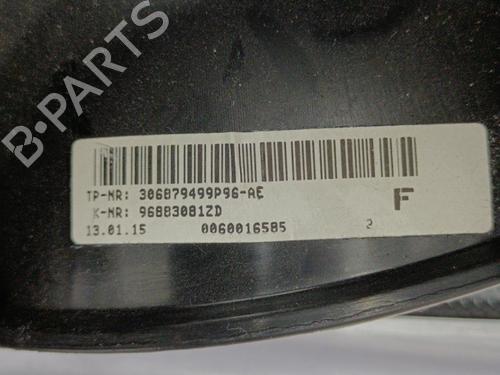 B-PARTS
TP-NR: 306879499P96-AE
K-NR: 96883081ZD
F
13.01.15 0060016585 2